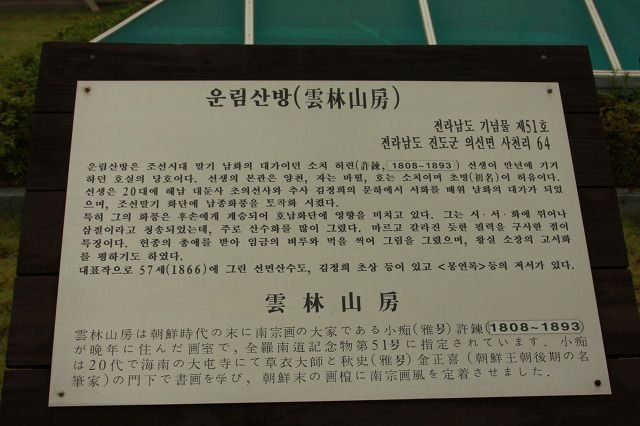 운림산방(雲林山房)
전라남도 기념물 제51호
전라남도 진도군 의신면 사천리 64
운림산방은 조선시대 말기 남화의 대가이던 소치 허련(許鍊, 1808~1893) 선생이 만년에 기거
하던 화실의 당호이다. 선생의 본관은 양천, 자는 마힐, 호는 소치이며 초명(初名)이 허유이다.
선생은 20대에 해남 대둔사 초의선사와 추사 김정희의 문하에서 서화를 배워 남화의 대가가 되었
으며, 조선말기 화단에 남종화풍을 토착화 시켰다.
특히 그의 화풍은 후손에게 계승되어 호남화단에 영향을 미치고 있다. 그는 시·서·화에 뛰어나
삼절이라고 칭송되었는데, 주로 산수화를 많이 그렸다. 마르고 갈라진 듯한 필력을 구사한 점이
특징이다. 헌종의 총애를 받아 임금의 벼루와 먹을 찍어 그림을 그렸으며, 왕실 소장의 고서화
를 평하기도 하였다.
대표작으로 57세(1866)에 그린 선면산수도, 김정희 초상 등이 있고 <몽연록>등의 저서가 있다.
雲林山房
雲林山房は朝鮮時代の末に南宗画の大家である小痴(雅号)許鍊(1808~1893)
が晩年に住んだ画室で, 全羅南道記念物第51号に指定されています. 小痴
は20代で海南の大芚寺にて草衣大師と秋史(雅号)金正喜 (朝鮮王朝後期の名
筆家)の門下で書画を学び, 朝鮮末の画檀に南宗画風を定着させました.